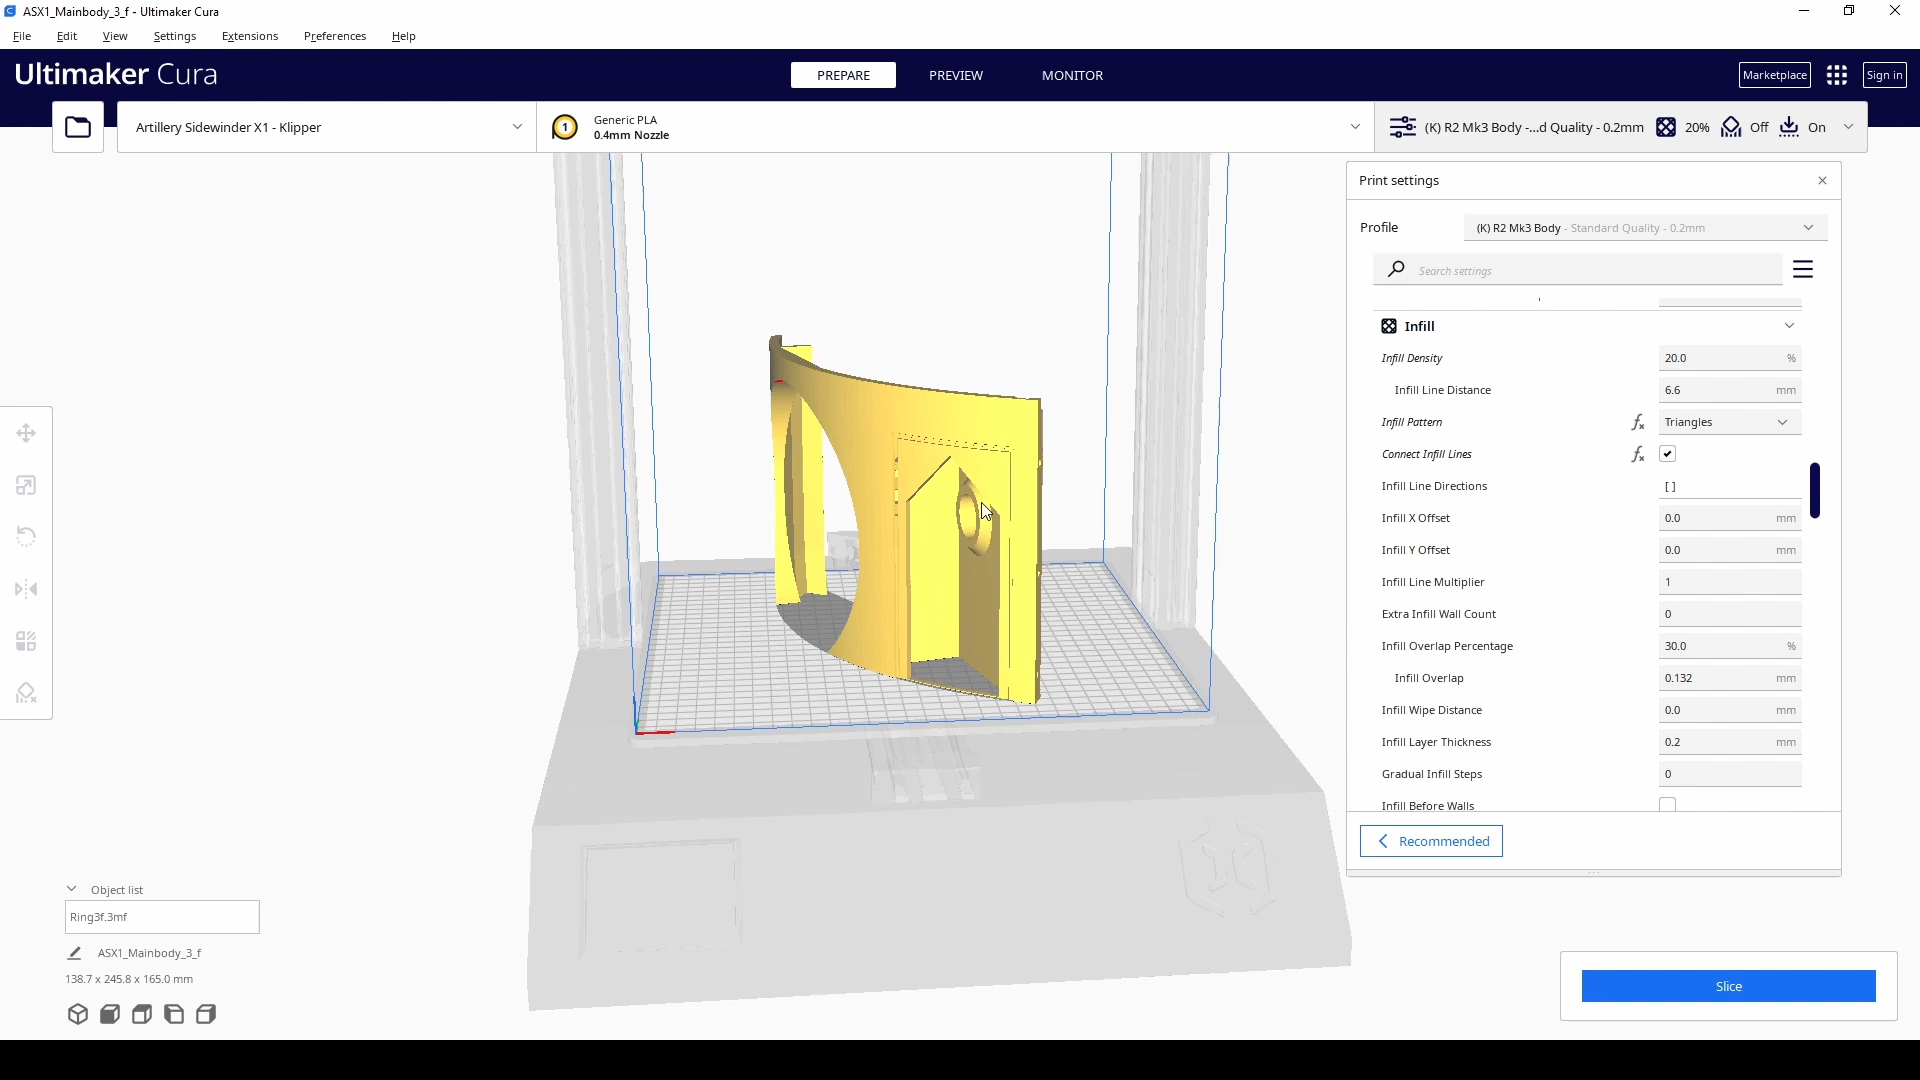 ASX1_Mainbody_3_f - Ultimaker Cura
File Edit View Settings Extensions Preferences Help
Ultimaker Cura
PREPARE PREVIEW MONITOR
Marketplace Sign in
Artillery Sidewinder X1 - Klipper
1 Generic PLA
0.4mm Nozzle
(K) R2 Mk3 Body -...d Quality - 0.2mm 20% Off On
Print settings
Profile (K) R2 Mk3 Body - Standard Quality - 0.2mm
Search settings
Infill
Infill Density 20.0 %
Infill Line Distance 6.6 mm
Infill Pattern Triangles
Connect Infill Lines
Infill Line Directions [ ]
Infill X Offset 0.0 mm
Infill Y Offset 0.0 mm
Infill Line Multiplier 1
Extra Infill Wall Count 0
Infill Overlap Percentage 30.0 %
Infill Overlap 0.132 mm
Infill Wipe Distance 0.0 mm
Infill Layer Thickness 0.2 mm
Gradual Infill Steps 0
Infill Before Walls
Recommended
Object list
Ring3f.3mf
ASX1_Mainbody_3_f
138.7 x 245.8 x 165.0 mm
Slice